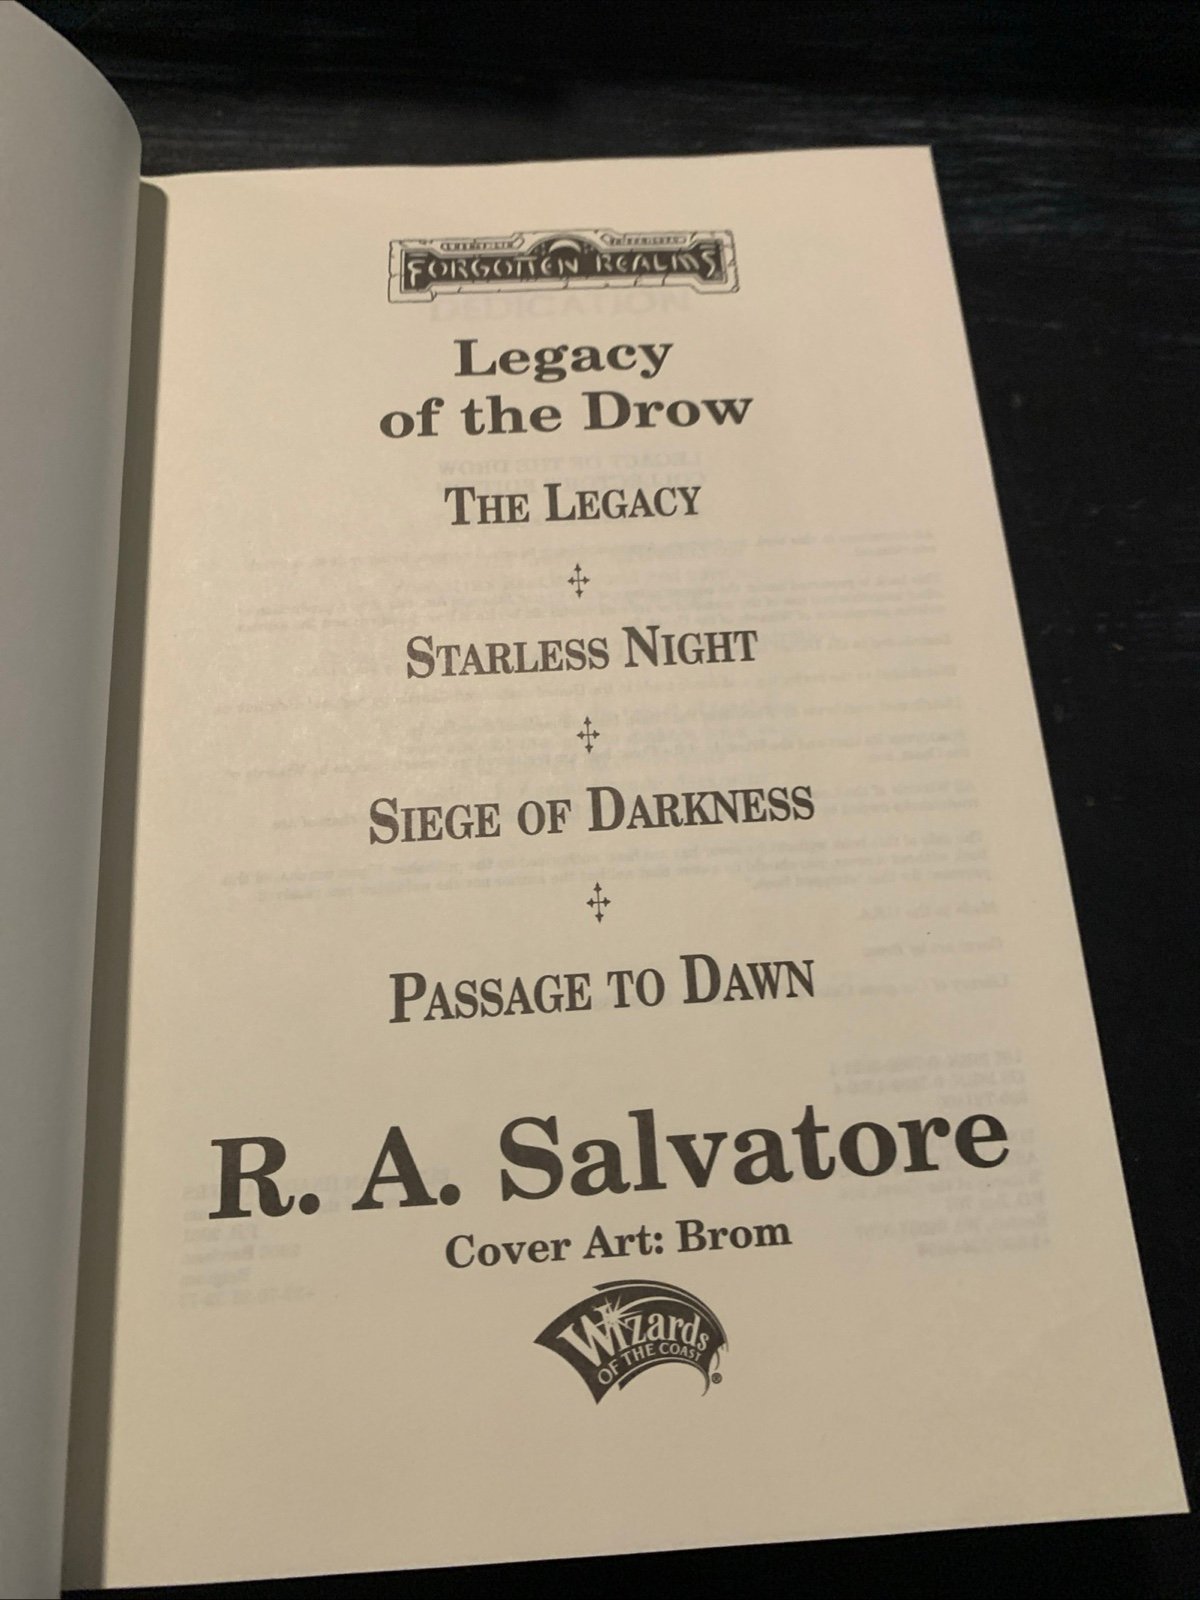 FORGOTTEN REALMS
Legacy
of the Drow
THE LEGACY
STARLESS NIGHT
SIEGE OF DARKNESS
PASSAGE TO DAWN
R. A. Salvatore
Cover Art: Brom
Wizards
OF THE COAST
®